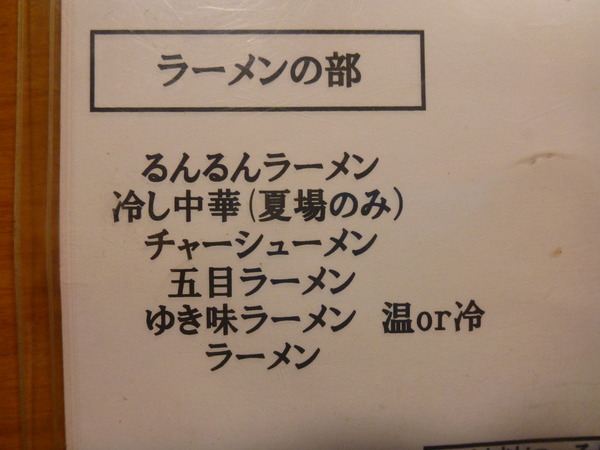 ラーメンの部
るんるんラーメン
冷し中華(夏場のみ)
チャーシューメン
五目ラーメン
ゆき味ラーメン 温or冷
ラーメン